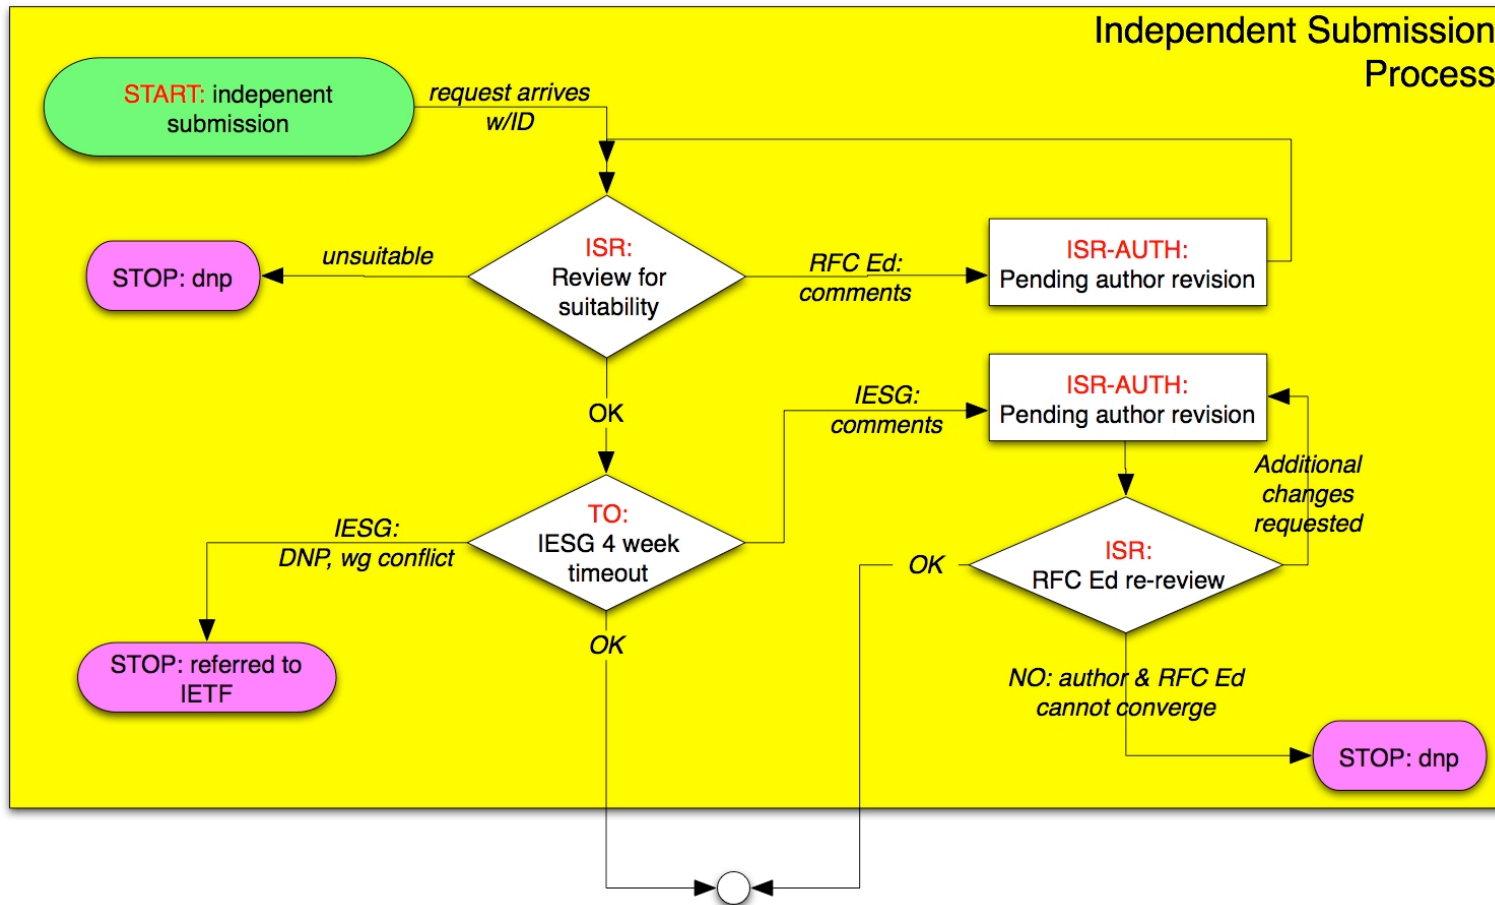 Independent Submission
Process
START: indepenent
submission
request arrives
w/ID
ISR:
Review for
suitability
unsuitable
STOP: dnp
RFC Ed:
comments
ISR-AUTH:
Pending author revision
OK
IESG:
comments
ISR-AUTH:
Pending author revision
Additional
changes
requested
TO:
IESG 4 week
timeout
IESG:
DNP, wg conflict
STOP: referred to
IETF
OK
ISR:
RFC Ed re-review
OK
NO: author & RFC Ed
cannot converge
STOP: dnp